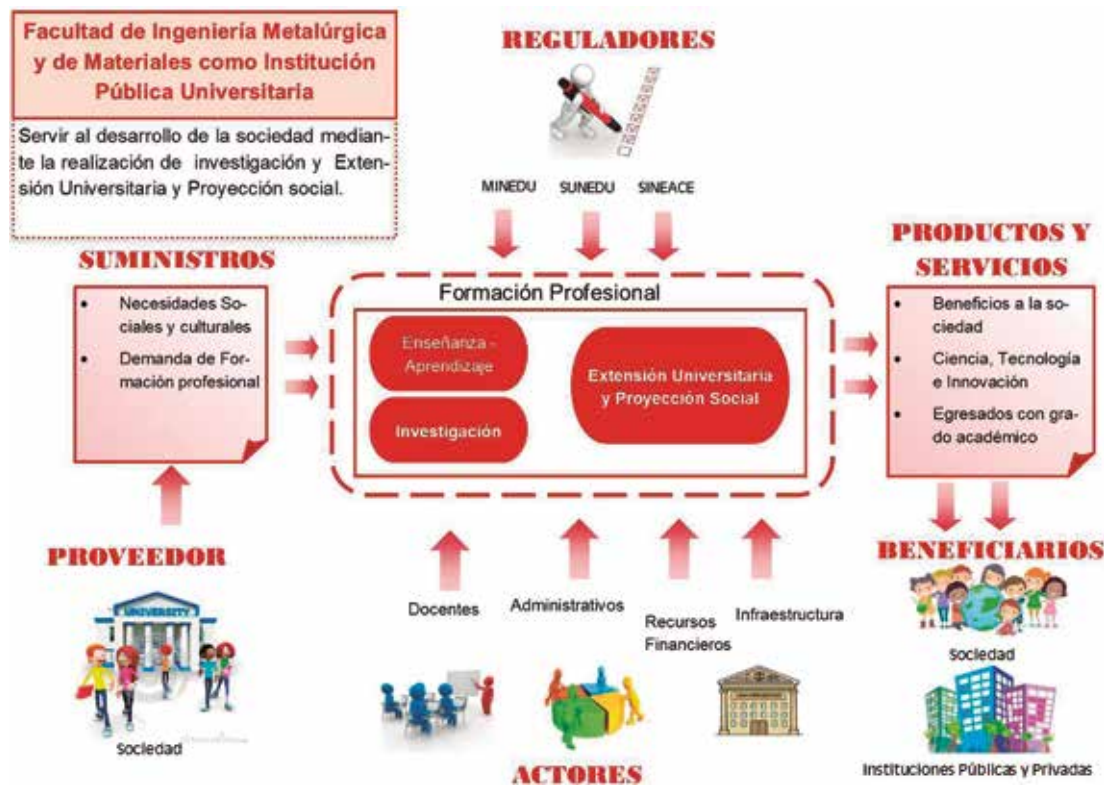 Facultad de Ingeniería Metalúrgica
y de Materiales como Institución
Pública Universitaria
Servir al desarrollo de la sociedad median-
te la realización de investigación y Exten-
sión Universitaria y Proyección social.
REGULADORES
MINEDU SUNEDU SINEACE
SUMINISTROS
• Necesidades So-
ciales y culturales
• Demanda de For-
mación profesional
Formación Profesional
Enseñanza -
Aprendizaje
Investigación
Extensión Universitaria
y Proyección Social
PRODUCTOS Y
SERVICIOS
• Beneficios a la so-
ciedad
• Ciencia, Tecnología
e Innovación
• Egresados con gra-
do académico
PROVEEDOR
UNIVERSITY
Sociedad
Docentes
Administrativos
Recursos
Financieros
Infraestructura
ACTORES
BENEFICIARIOS
Sociedad
Instituciones Públicas y Privadas